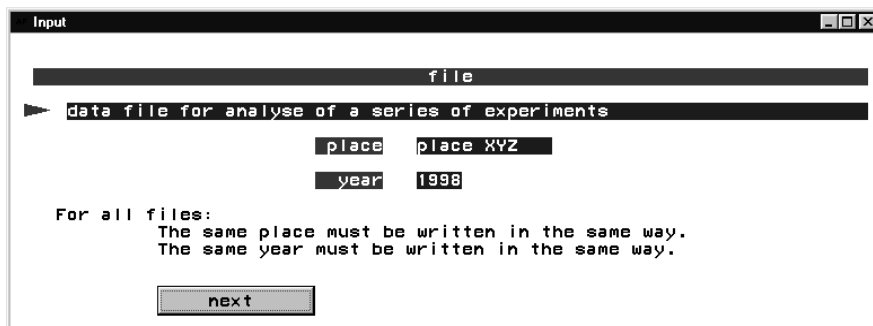 Input
file
data file for analyse of a series of experiments
place place XYZ
year 1998
For all files:
The same place must be written in the same way.
The same year must be written in the same way.
next